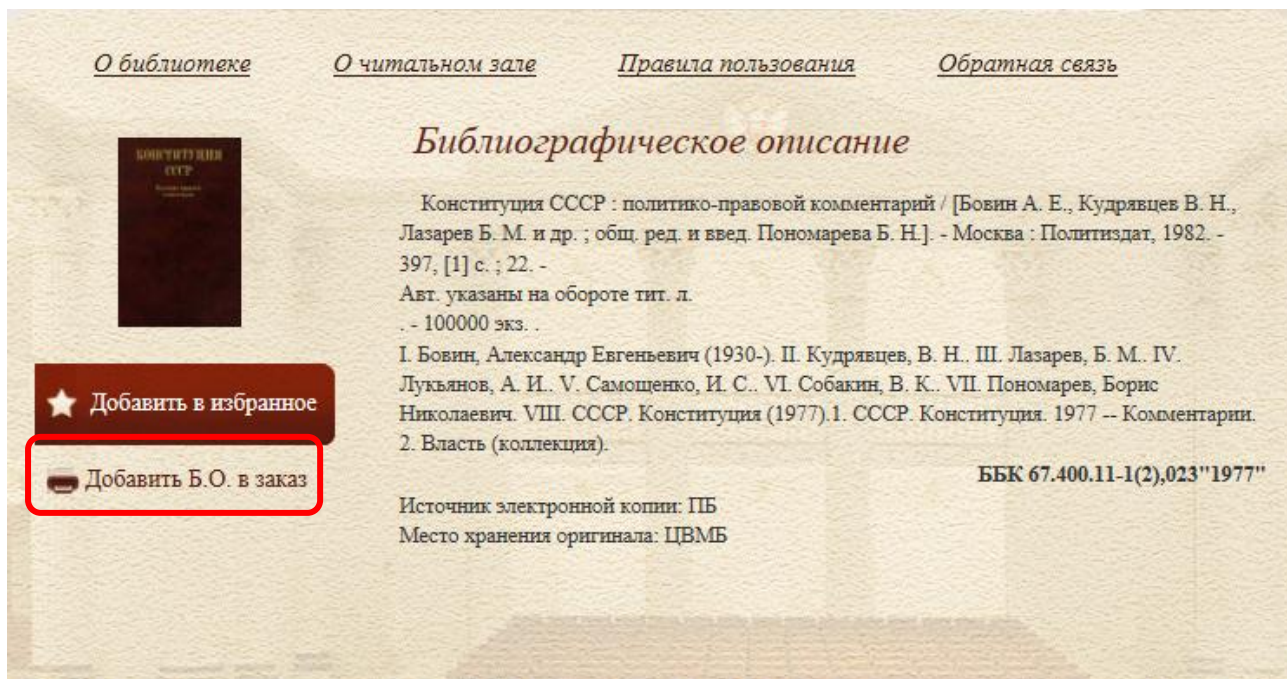 О библиотеке О читальном зале Правила пользования Обратная связь
Библиографическое описание
КОНСТИТУЦИЯ
СССР
Конституция СССР : политико-правовой комментарий / [Бовин А. Е., Кудрявцев В. Н.,
Лазарев Б. М. и др. ; общ. ред. и введ. Пономарева Б. Н.]. - Москва : Политиздат, 1982. -
397, [1] с. ; 22. -
Авт. указаны на обороте тит. л.
. - 100000 экз. .
I. Бовин, Александр Евгеньевич (1930-). II. Кудрявцев, В. Н.. III. Лазарев, Б. М.. IV.
Лукьянов, А. И.. V. Самощенко, И. С.. VI. Собакин, В. К.. VII. Пономарев, Борис
Николаевич. VIII. СССР. Конституция (1977).1. СССР. Конституция. 1977 -- Комментарии.
2. Власть (коллекция).
ББК 67.400.11-1(2),023"1977"
Источник электронной копии: ПБ
Место хранения оригинала: ЦВМБ
Добавить в избранное
Добавить Б.О. в заказ